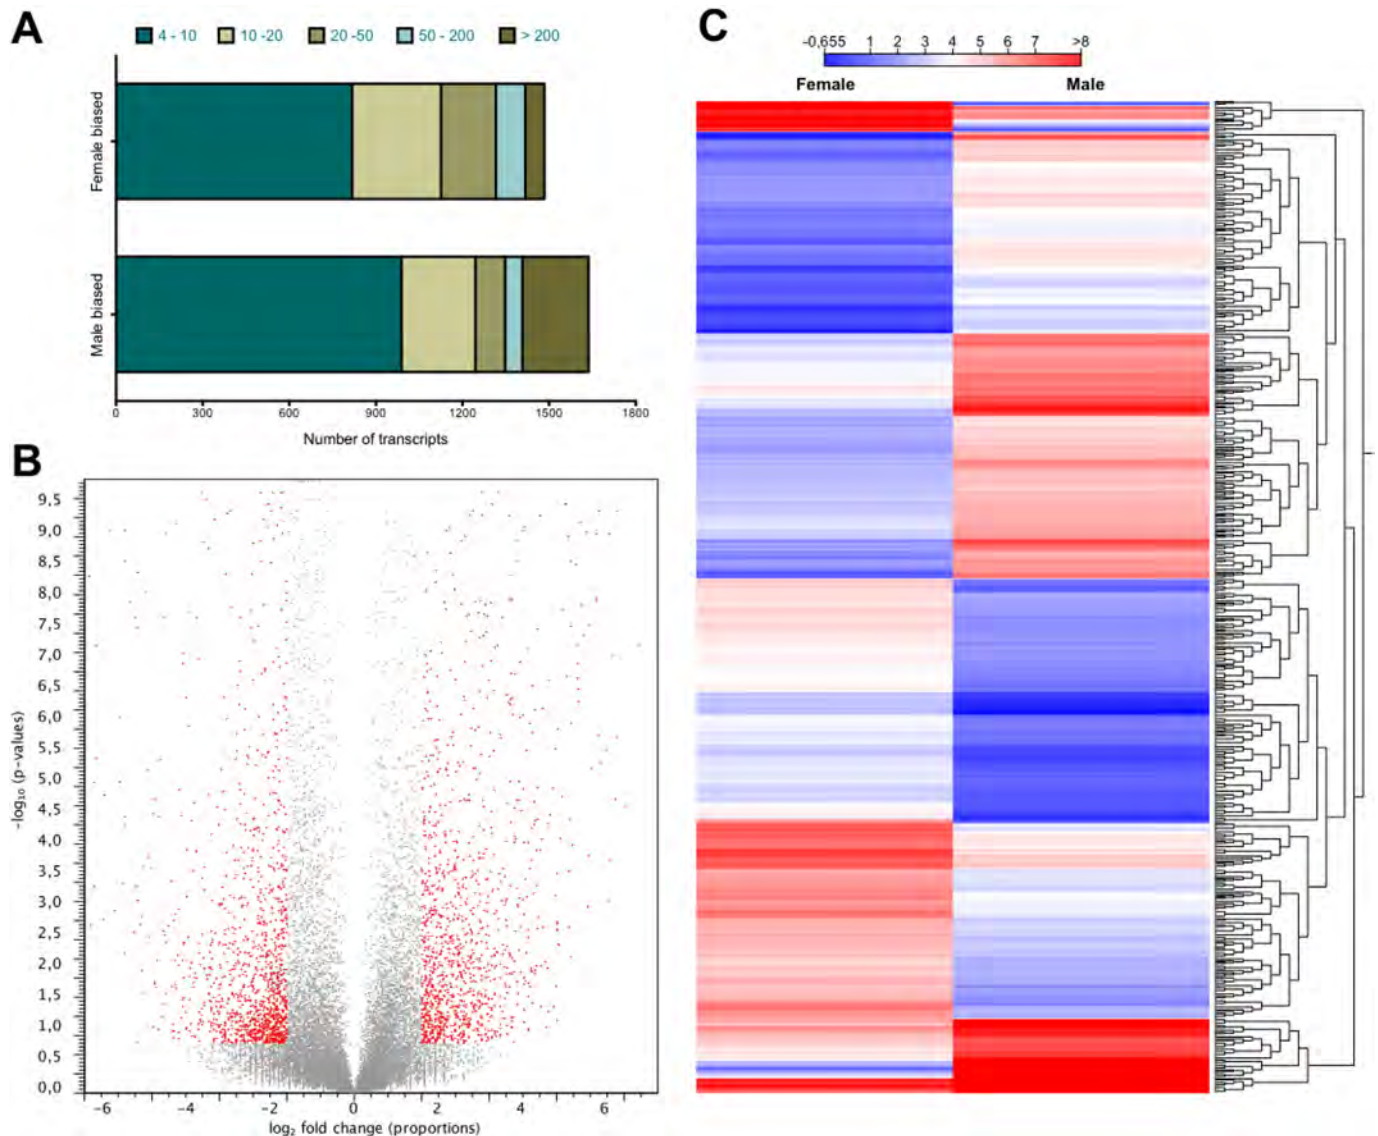 A
4 - 10
10 -20
20 -50
50 - 200
> 200
Female biased
Male biased
0 300 600 900 1200 1500 1800
Number of transcripts
B
9,5
9,0
8,5
8,0
7,5
7,0
6,5
6,0
5,5
5,0
4,5
4,0
3,5
3,0
2,5
2,0
1,5
1,0
0,5
0,0
-log₁₀ (p-values)
-6 -4 -2 0 2 4 6
log₂ fold change (proportions)
C
-0,655 1 2 3 4 5 6 7 >8
Female Male